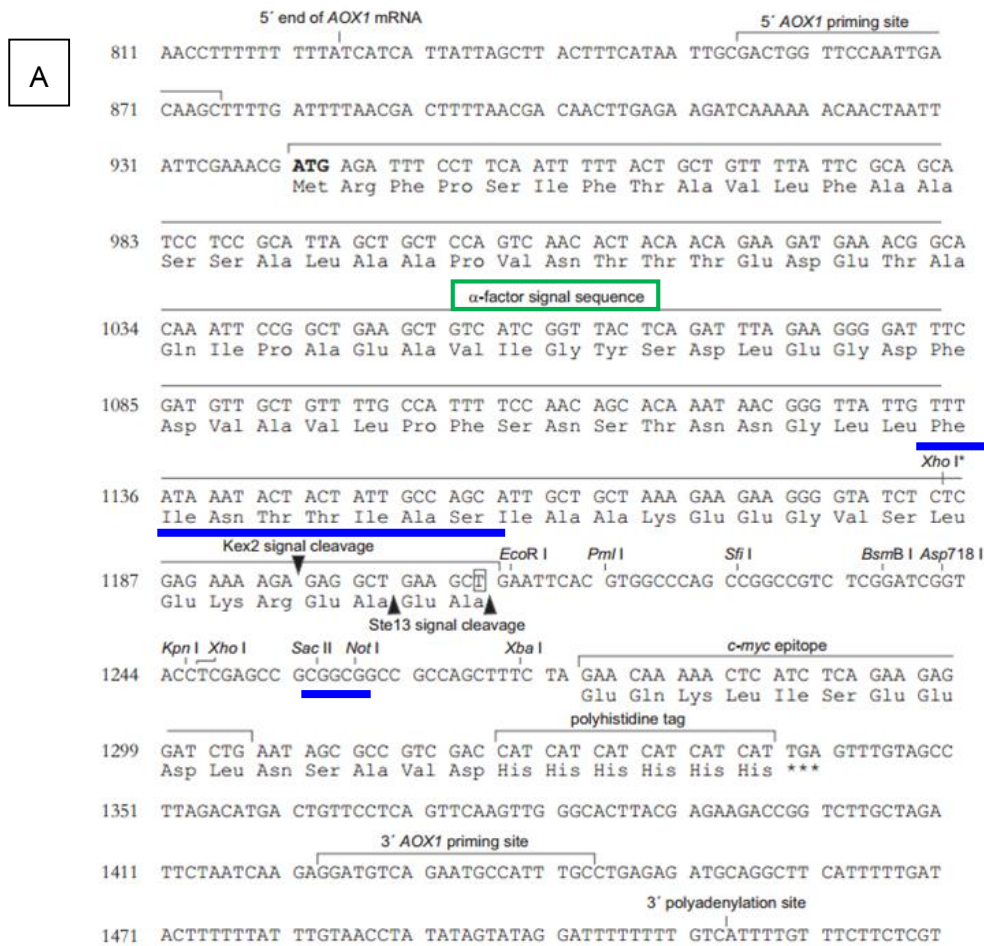 5´ end of AOX1 mRNA
5´ AOX1 priming site
A
811 AACCTTTTTT TTTATCATCA TTATTAGCTT ACTTTCATAA TTGCGACTGG TTCCAATTGA
871 CAAGCTTTTG ATTTTAACGA CTTTTAACGA CAACTTGAGA AGATCAAAAA ACAACTAATT
931 ATTCGAAACG ATG AGA TTT CCT TCA ATT TTT ACT GCT GTT TTA TTC GCA GCA
Met Arg Phe Pro Ser Ile Phe Thr Ala Val Leu Phe Ala Ala
983 TCC TCC GCA TTA GCT GCT CCA GTC AAC ACT ACA ACA GAA GAT GAA ACG GCA
Ser Ser Ala Leu Ala Ala Pro Val Asn Thr Thr Thr Glu Asp Glu Thr Ala
α-factor signal sequence
1034 CAA ATT CCG GCT GAA GCT GTC ATC GGT TAC TCA GAT TTA GAA GGG GAT TTC
Gln Ile Pro Ala Glu Ala Val Ile Gly Tyr Ser Asp Leu Glu Gly Asp Phe
1085 GAT GTT GCT GTT TTG CCA TTT TCC AAC AGC ACA AAT AAC GGG TTA TTG TTT
Asp Val Ala Val Leu Pro Phe Ser Asn Ser Thr Asn Asn Gly Leu Leu Phe
Xho I*
1136 ATA AAT ACT ACT ATT GCC AGC ATT GCT GCT AAA GAA GAA GGG GTA TCT CTC
Ile Asn Thr Thr Ile Ala Ser Ile Ala Ala Lys Glu Glu Gly Val Ser Leu
Kex2 signal cleavage
EcoR I Pml I Sfi I BsmB I Asp718 I
1187 GAG AAA AGA GAG GCT GAA GCT GAATTCAC GTGGCCCAG CCGGCCGTC TCGGATCGGT
Glu Lys Arg Glu Ala Glu Ala
Ste13 signal cleavage
Kpn I Xho I Sac II Not I Xba I c-myc epitope
1244 ACCTCGAGCC GCGGCGGCC GCCAGCTTTC TA GAA CAA AAA CTC ATC TCA GAA GAG
Glu Gln Lys Leu Ile Ser Glu Glu
polyhistidine tag
1299 GAT CTG AAT AGC GCC GTC GAC CAT CAT CAT CAT CAT CAT TGA GTTTGTAGCC
Asp Leu Asn Ser Ala Val Asp His His His His His His ***
1351 TTAGACATGA CTGTTCCTCA GTTCAAGTTG GGCACTTACG AGAAGACCGG TCTTGCTAGA
3´ AOX1 priming site
1411 TTCTAATCAA GAGGATGTCA GAATGCCATT TGCCTGAGAG ATGCAGGCTT CATTTTTGAT
3´ polyadenylation site
1471 ACTTTTTTAT TTGTAACCTA TATAGTATAG GATTTTTTTT GTCATTTTGT TTCTTCTCGT